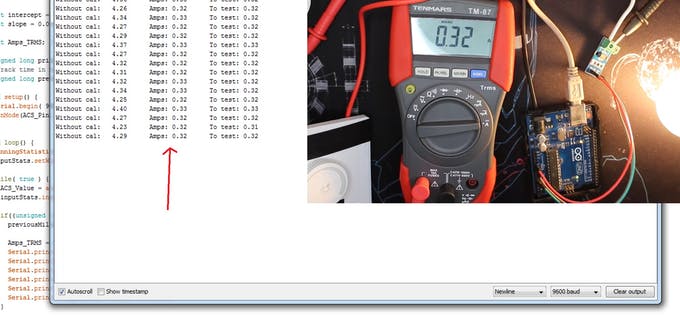 t intercept =
t slope = 0.0
t Amps_TRMS;
gned long pri
rack time in
gned long pre
setup() {
rial.begin( 9
nMode(ACS_Pin
loop() {
nningStatisti
putStats.setW
ile( true ) {
ACS_Value = a
inputStats.in
if((unsigned
previousMil
Amps_TRMS =
Serial.prin
Serial.prin
Serial.prin
Serial.prin
Serial.prin
Serial.prin
}
Without cal: 4.26 Amps: 0.32 To test: 0.32
Without cal: 4.34 Amps: 0.33 To test: 0.32
Without cal: 4.27 Amps: 0.32 To test: 0.32
Without cal: 4.29 Amps: 0.32 To test: 0.32
Without cal: 4.37 Amps: 0.33 To test: 0.33
Without cal: 4.27 Amps: 0.32 To test: 0.32
Without cal: 4.32 Amps: 0.32 To test: 0.32
Without cal: 4.31 Amps: 0.32 To test: 0.32
Without cal: 4.32 Amps: 0.33 To test: 0.32
Without cal: 4.34 Amps: 0.33 To test: 0.32
Without cal: 4.25 Amps: 0.32 To test: 0.32
Without cal: 4.40 Amps: 0.33 To test: 0.33
Without cal: 4.27 Amps: 0.32 To test: 0.32
Without cal: 4.23 Amps: 0.32 To test: 0.31
Without cal: 4.29 Amps: 0.32 To test: 0.32
TENMARS TM-87
0.32
A
HOLD
Trms
ARDUINO
Autoscroll Show timestamp Newline 9600 baud Clear output